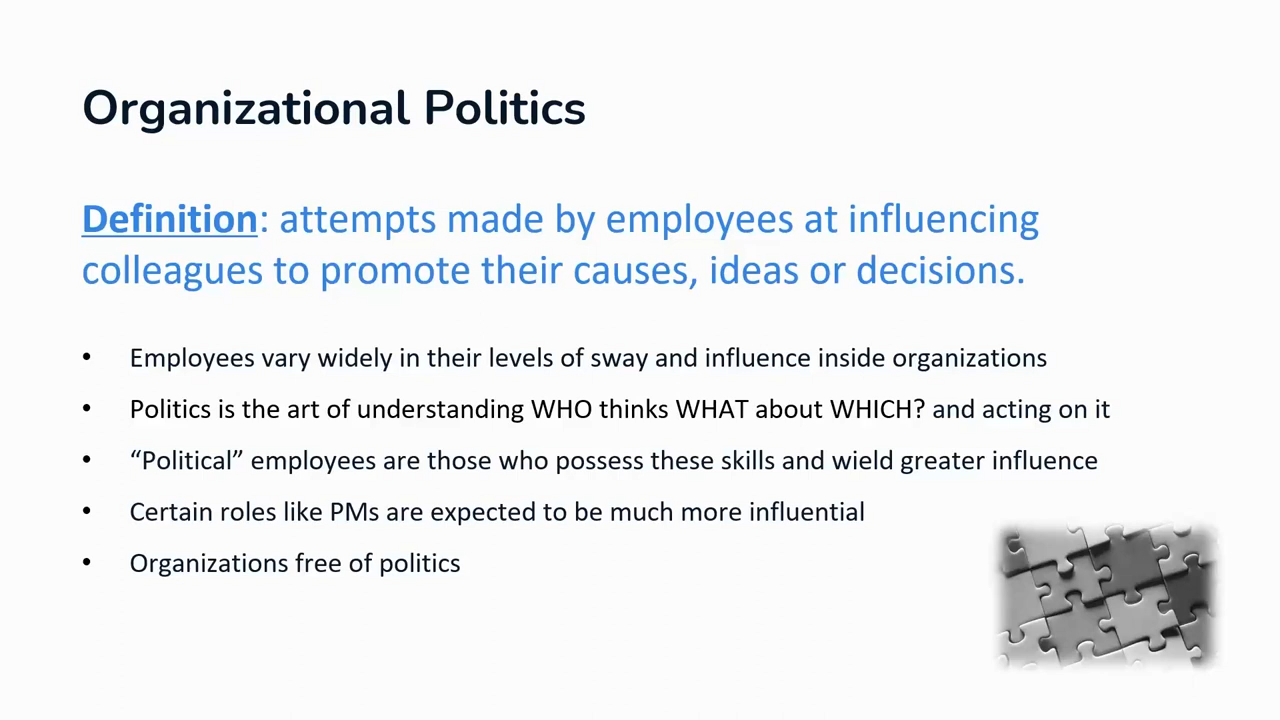 Organizational Politics
Definition: attempts made by employees at influencing
colleagues to promote their causes, ideas or decisions.
• Employees vary widely in their levels of sway and influence inside organizations
• Politics is the art of understanding WHO thinks WHAT about WHICH? and acting on it
• “Political” employees are those who possess these skills and wield greater influence
• Certain roles like PMs are expected to be much more influential
• Organizations free of politics